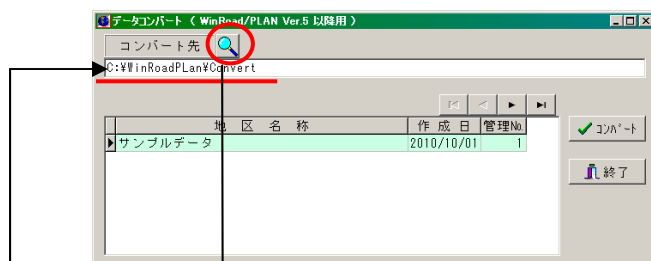 データコンバート ( WinRoad/PLAN Ver.5 以降用 )
コンバート先
C:¥WinRoadPLan¥Convert
地 区 名 称 作 成 日 管理No.
サンプルデータ 2010/10/01 1
コンバート
終了